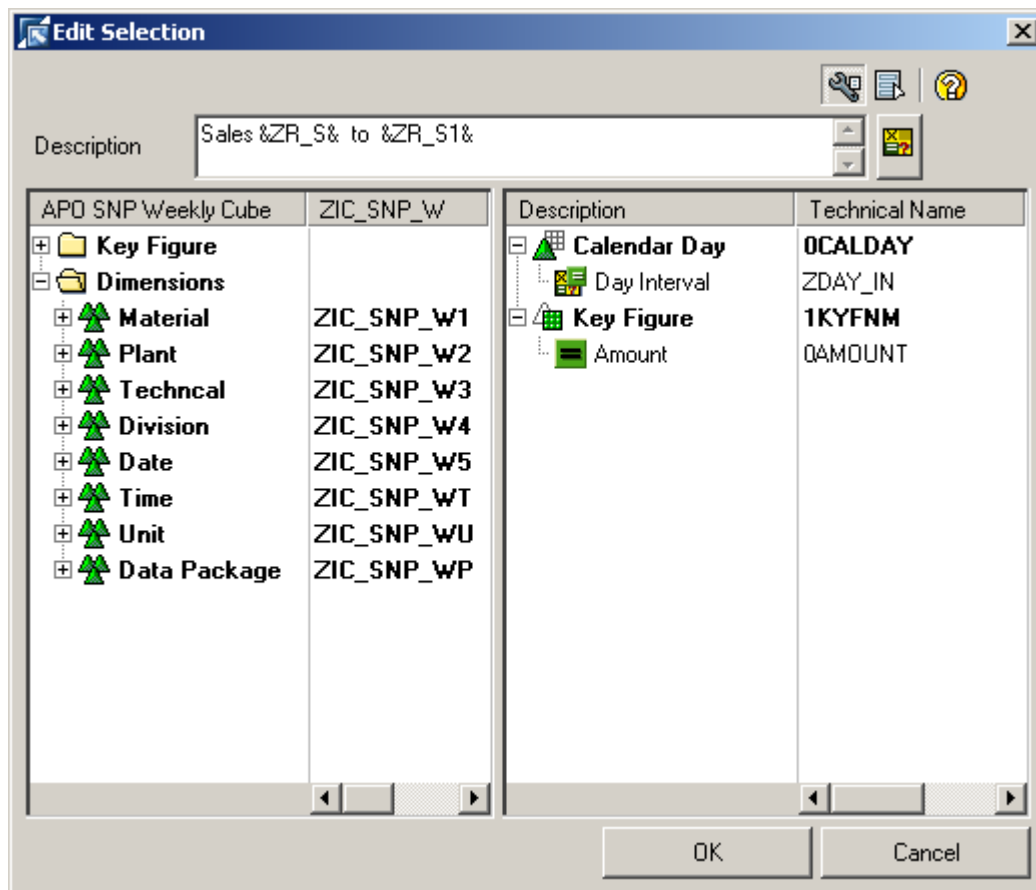 Edit Selection
Description
Sales &ZR_S& to &ZR_S1&
APO SNP Weekly Cube ZIC_SNP_W
Key Figure
Dimensions
Material ZIC_SNP_W1
Plant ZIC_SNP_W2
Techncal ZIC_SNP_W3
Division ZIC_SNP_W4
Date ZIC_SNP_W5
Time ZIC_SNP_WT
Unit ZIC_SNP_WU
Data Package ZIC_SNP_WP
Description Technical Name
Calendar Day 0CALDAY
Day Interval ZDAY_IN
Key Figure 1KYFNM
Amount 0AMOUNT
OK Cancel